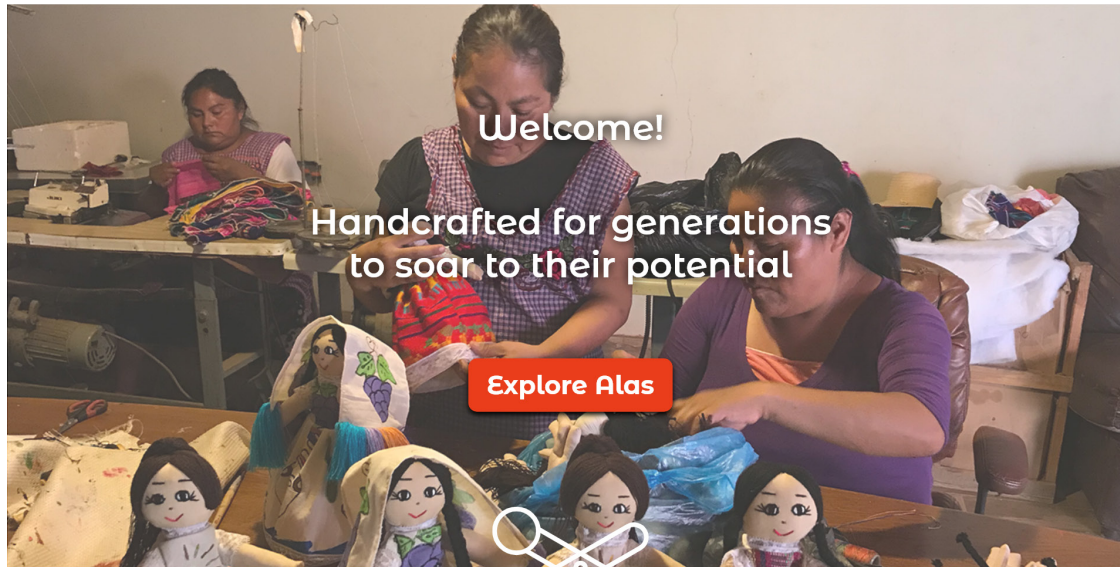 Welcome!
Handcrafted for generations
to soar to their potential
Explore Alas